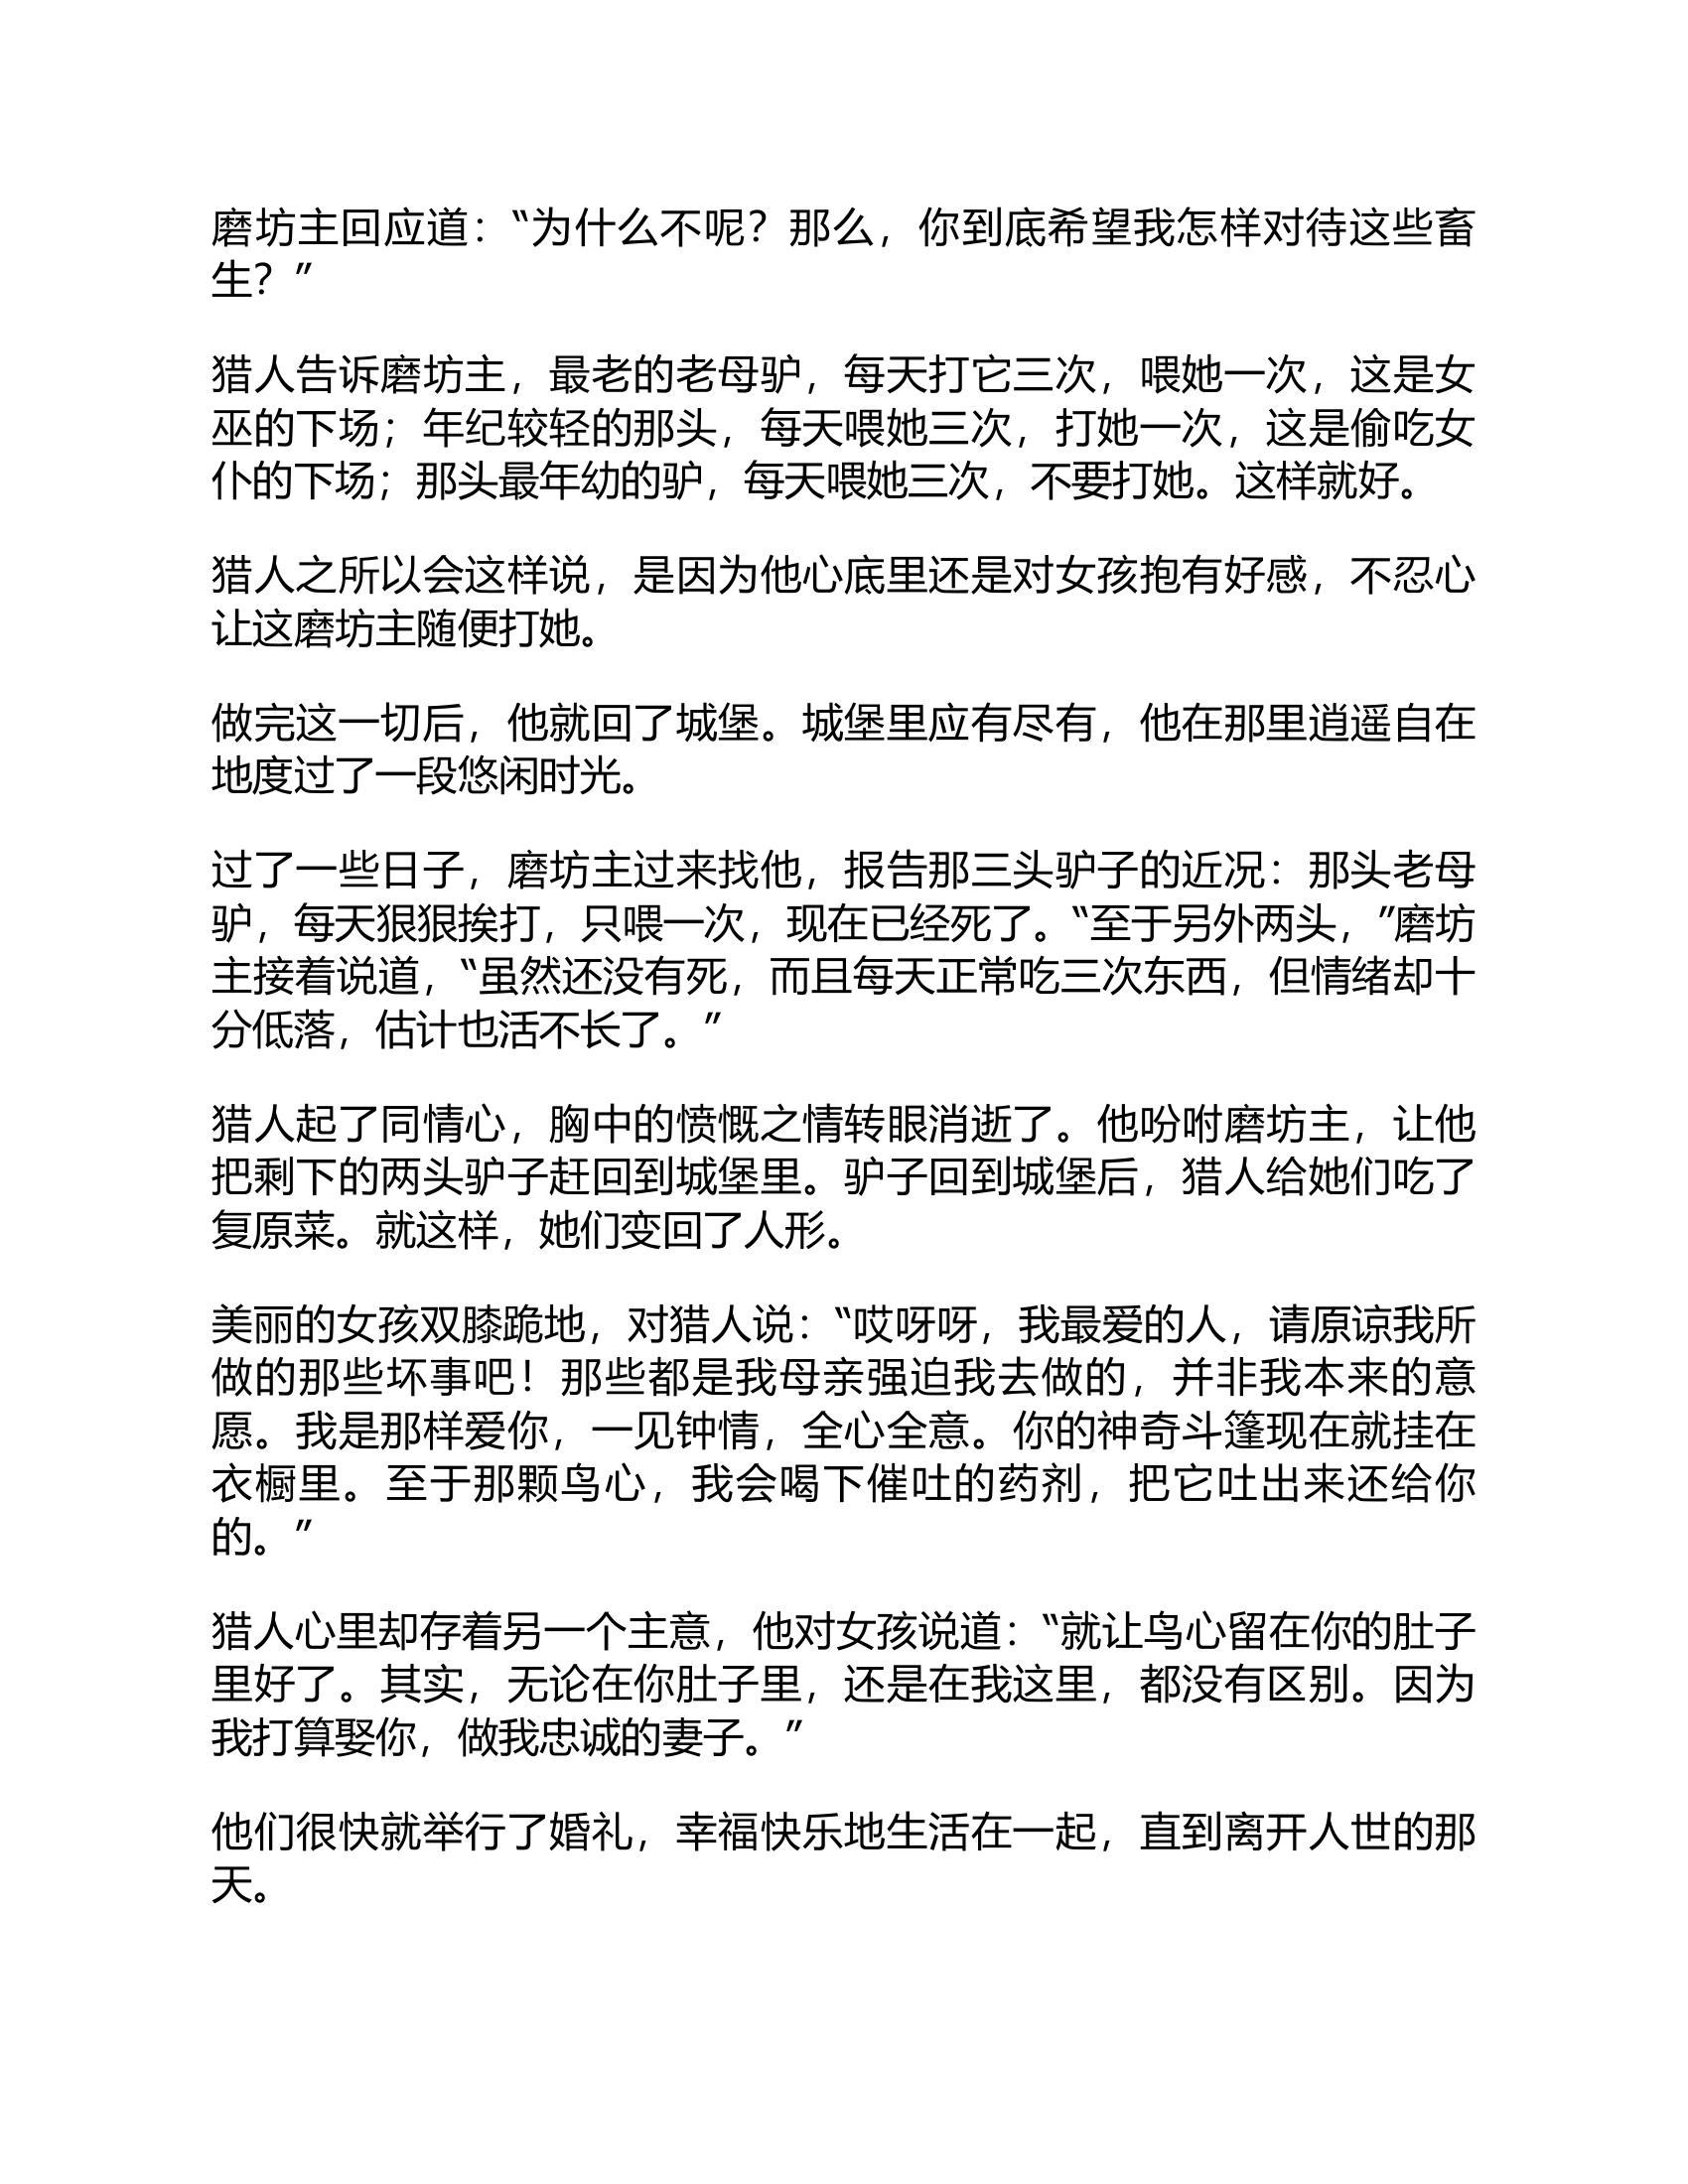 磨坊主回应道：“为什么不呢？那么，你到底希望我怎样对待这些畜
生？”
猎人告诉磨坊主，最老的老母驴，每天打它三次，喂她一次，这是女
巫的下场；年纪较轻的那头，每天喂她三次，打她一次，这是偷吃女
仆的下场；那头最年幼的驴，每天喂她三次，不要打她。这样就好。
猎人之所以会这样说，是因为他心底里还是对女孩抱有好感，不忍心
让这磨坊主随便打她。
做完这一切后，他就回了城堡。城堡里应有尽有，他在那里逍遥自在
地度过了一段悠闲时光。
过了一些日子，磨坊主过来找他，报告那三头驴子的近况：那头老母
驴，每天狠狠挨打，只喂一次，现在已经死了。“至于另外两头，”磨坊
主接着说道，“虽然还没有死，而且每天正常吃三次东西，但情绪却十
分低落，估计也活不长了。”
猎人起了同情心，胸中的愤慨之情转眼消逝了。他吩咐磨坊主，让他
把剩下的两头驴子赶回到城堡里。驴子回到城堡后，猎人给她们吃了
复原菜。就这样，她们变回了人形。
美丽的女孩双膝跪地，对猎人说：“哎呀呀，我最爱的人，请原谅我所
做的那些坏事吧！那些都是我母亲强迫我去做的，并非我本来的意
愿。我是那样爱你，一见钟情，全心全意。你的神奇斗篷现在就挂在
衣橱里。至于那颗鸟心，我会喝下催吐的药剂，把它吐出来还给你
的。”
猎人心里却存着另一个主意，他对女孩说道：“就让鸟心留在你的肚子
里好了。其实，无论在你肚子里，还是在我这里，都没有区别。因为
我打算娶你，做我忠诚的妻子。”
他们很快就举行了婚礼，幸福快乐地生活在一起，直到离开人世的那
天。